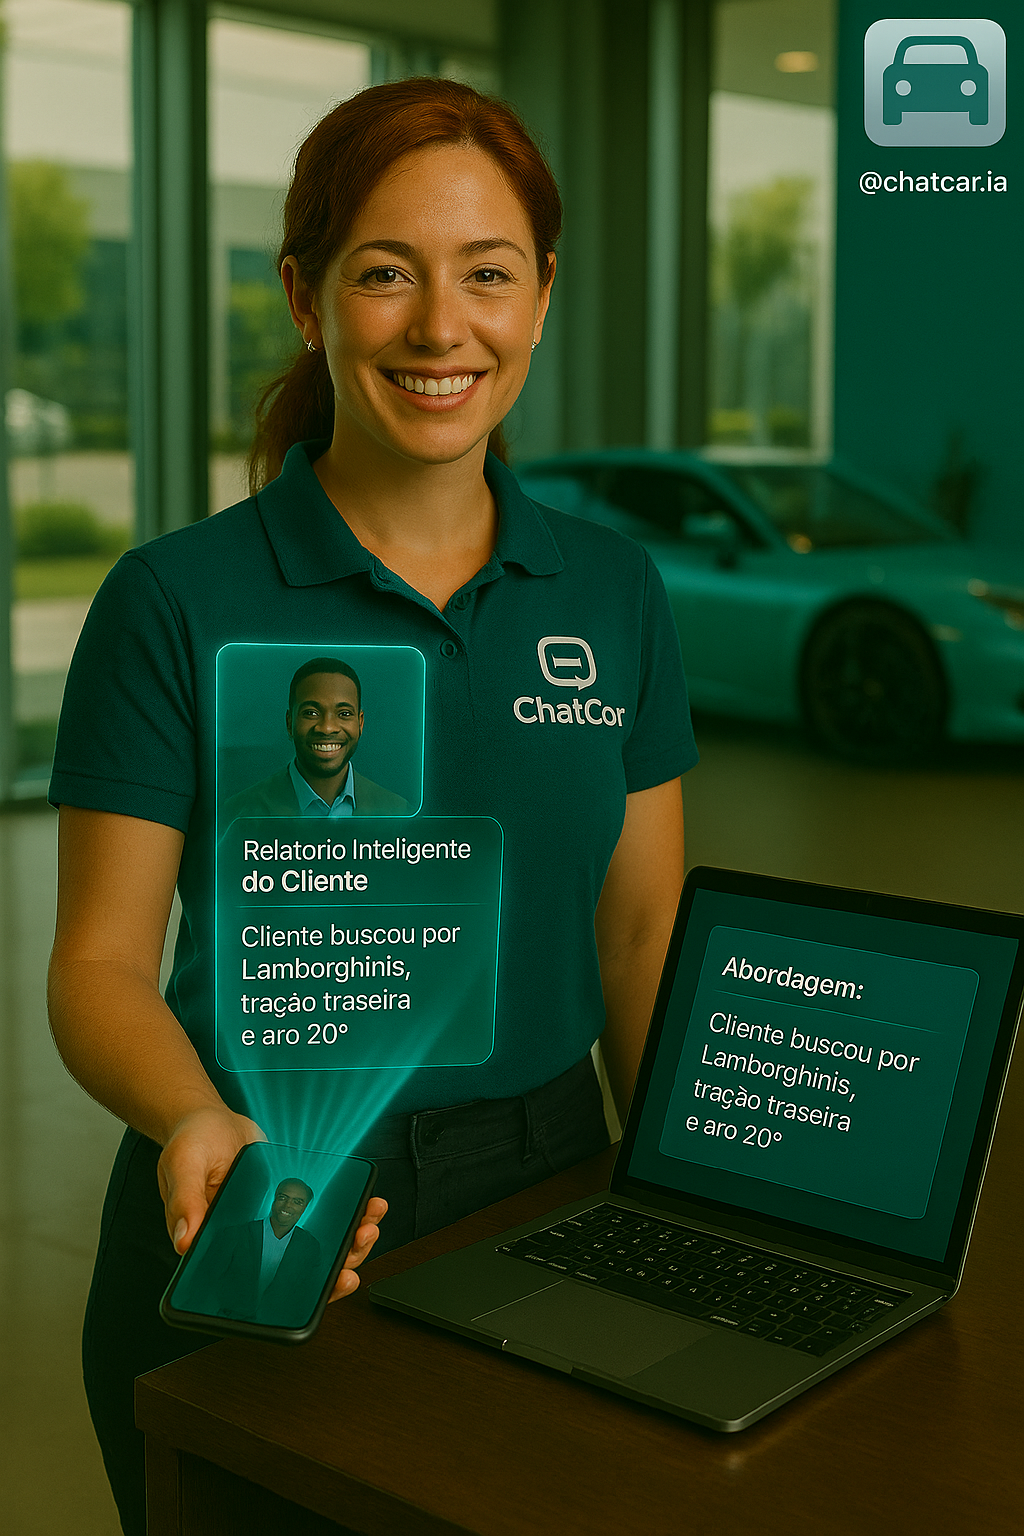 @chatcar.ia
ChatCor
Relatorio Inteligente
do Cliente
Cliente buscou por
Lamborghinis,
tração traseira
e aro 20°
Abordagem:
Cliente buscou por
Lamborghinis,
tração traseira
e aro 20°